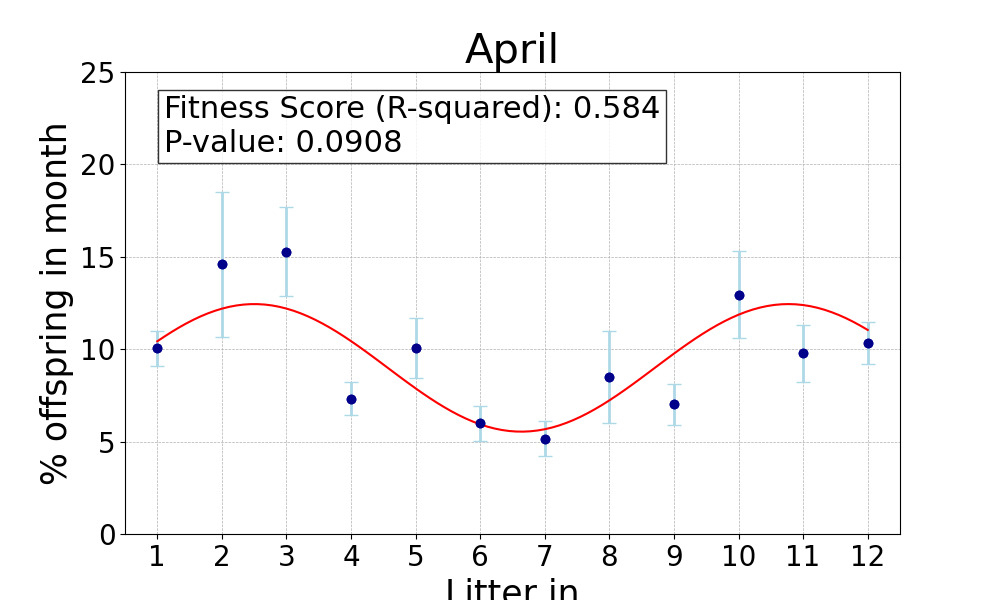 April
Fitness Score (R-squared): 0.584
P-value: 0.0908
% offspring in month
25
20
15
10
5
0
1 2 3 4 5 6 7 8 9 10 11 12
Litter in